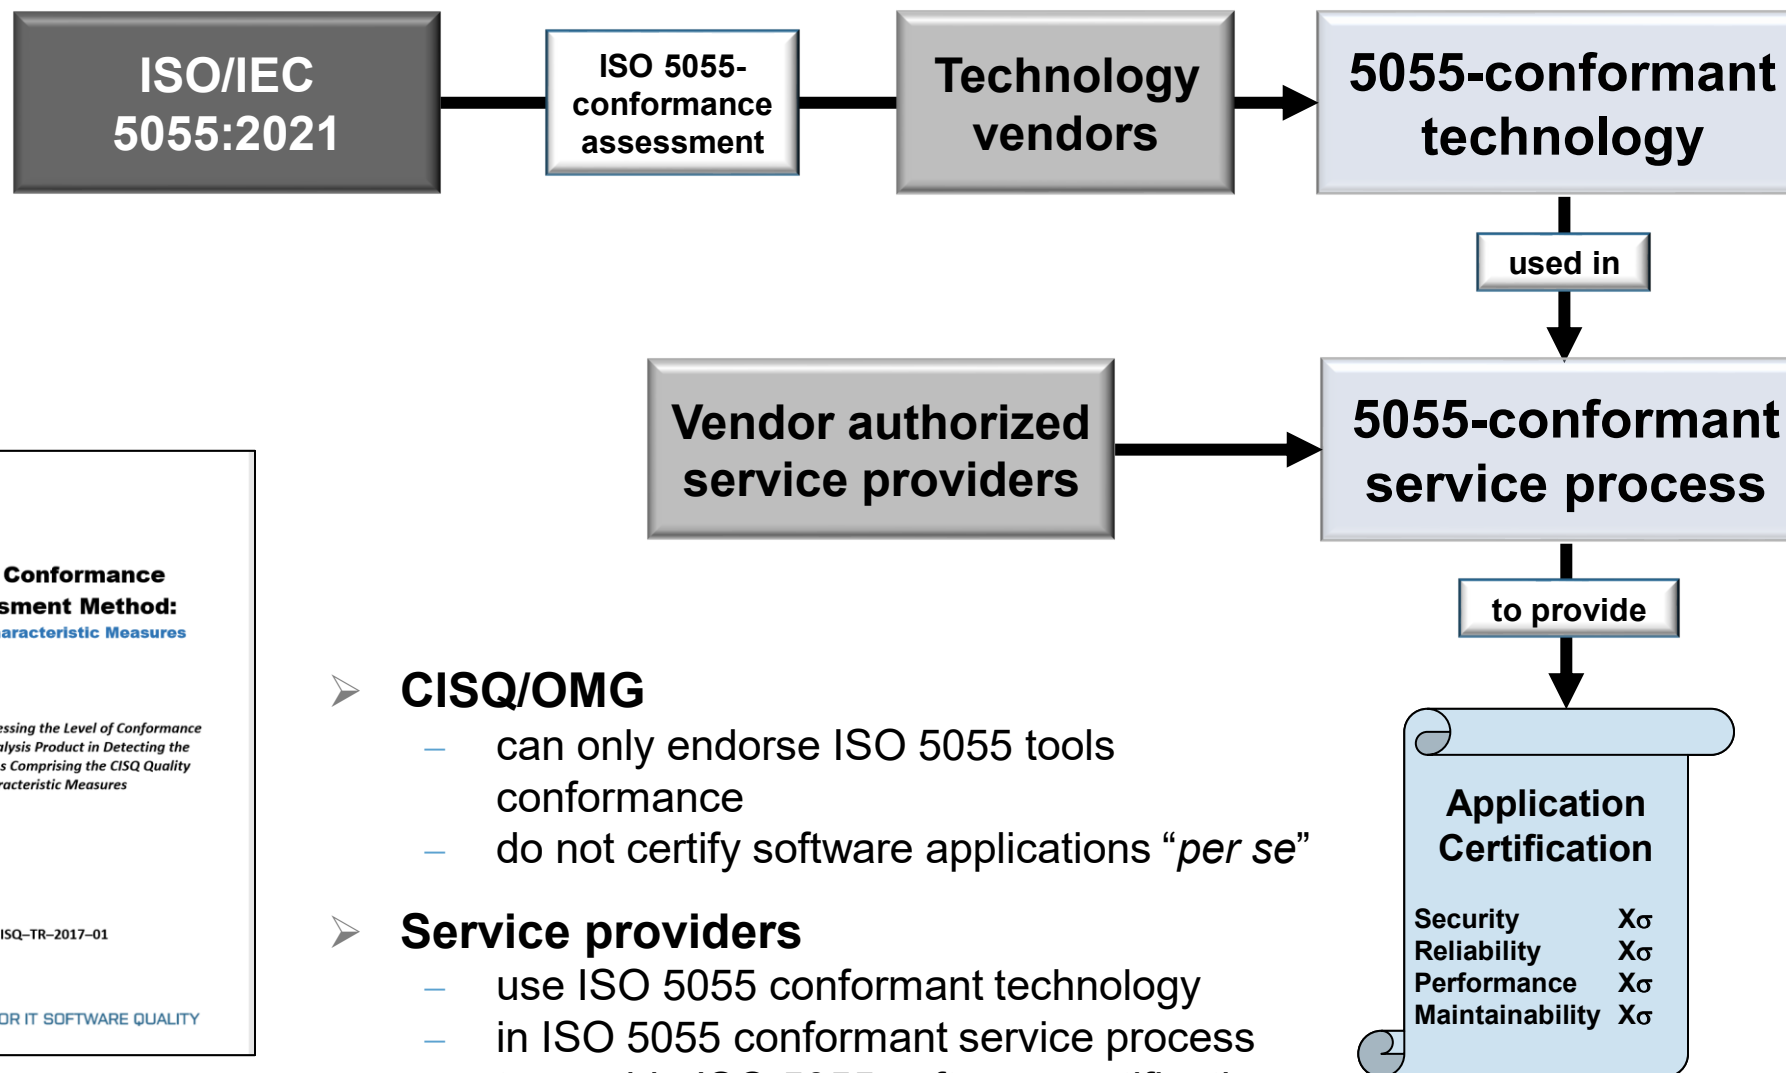 ISO/IEC
5055:2021
ISO 5055-
conformance
assessment
Technology
vendors
5055-conformant
technology
used in
Vendor authorized
service providers
5055-conformant
service process
to provide
Conformance
sment Method:
aracteristic Measures
essing the Level of Conformance
alysis Product in Detecting the
s Comprising the CISQ Quality
racteristic Measures
ISQ–TR–2017–01
OR IT SOFTWARE QUALITY
➢ CISQ/OMG
– can only endorse ISO 5055 tools
conformance
– do not certify software applications “per se”
➢ Service providers
– use ISO 5055 conformant technology
– in ISO 5055 conformant service process
Application
Certification
Security Xσ
Reliability Xσ
Performance Xσ
Maintainability Xσ